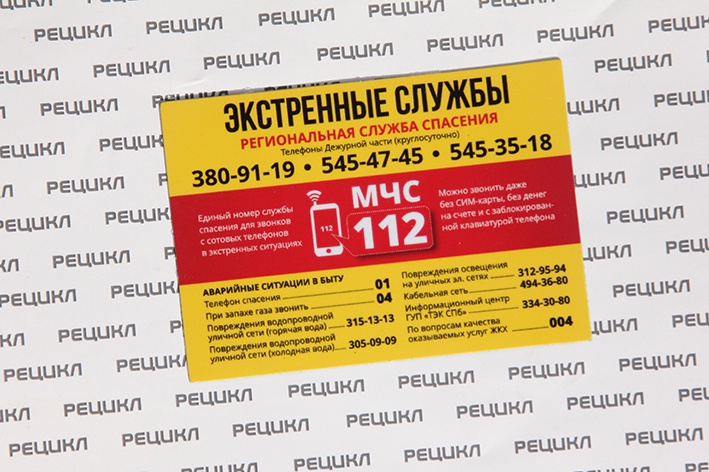 РЕЦИКЛ РЕЦИКЛ РЕЦИКЛ РЕЦИКЛ РЕЦИКЛ РЕЦИКЛ
ЭКСТРЕННЫЕ СЛУЖБЫ
РЕГИОНАЛЬНАЯ СЛУЖБА СПАСЕНИЯ
Телефоны Дежурной части (круглосуточно)
380-91-19 • 545-47-45 • 545-35-18
Единый номер службы
спасения для звонков
с сотовых телефонов
в экстренных ситуациях
112
МЧС
112
Можно звонить даже
без СИМ-карты, без денег
на счете и с заблокирован-
ной клавиатурой телефона
АВАРИЙНЫЕ СИТУАЦИИ В БЫТУ
Телефон спасения 01
При запахе газа звонить 04
Повреждения водопроводной
уличной сети (горячая вода) 315-13-13
Повреждения водопроводной
уличной сети (холодная вода) 305-09-09
Повреждения освещения
на уличных эл. сетях 312-95-94
Кабельная сеть 494-36-80
Информационный центр
ГУП «ТЭК СПб» 334-30-80
По вопросам качества
оказываемых услуг ЖКХ 004